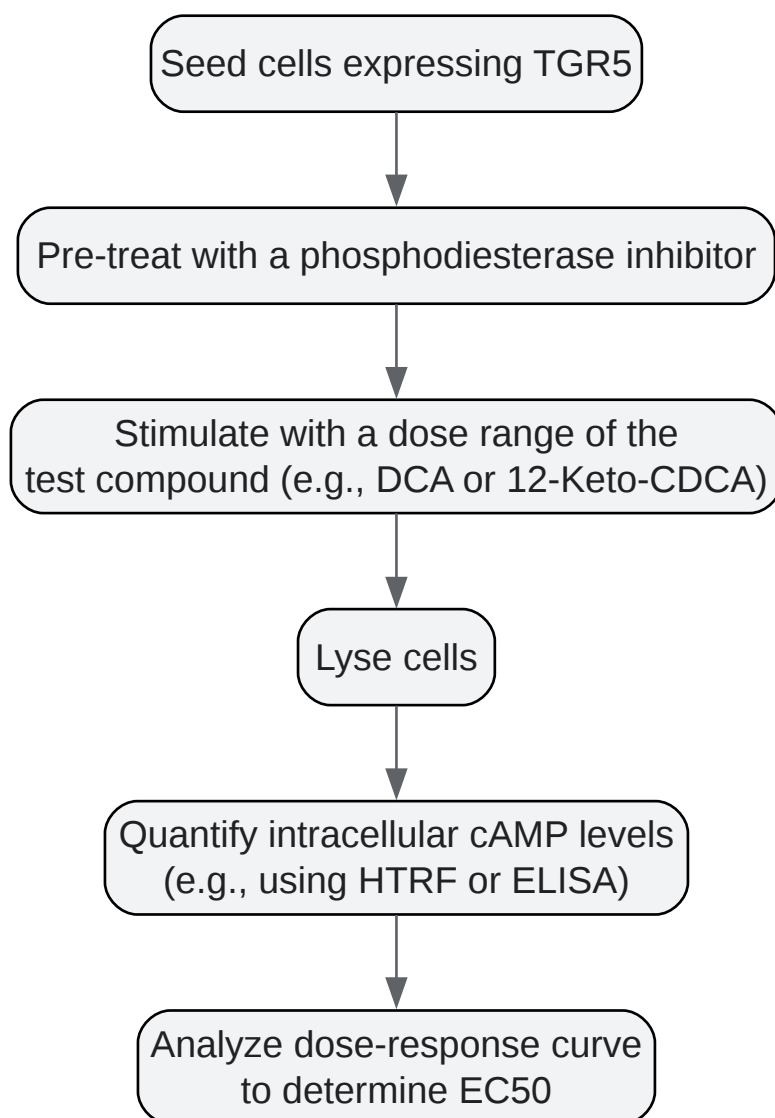 Seed cells expressing TGR5
Pre-treat with a phosphodiesterase inhibitor
Stimulate with a dose range of the
test compound (e.g., DCA or 12-Keto-CDCA)
Lyse cells
Quantify intracellular cAMP levels
(e.g., using HTRF or ELISA)
Analyze dose-response curve
to determine EC50